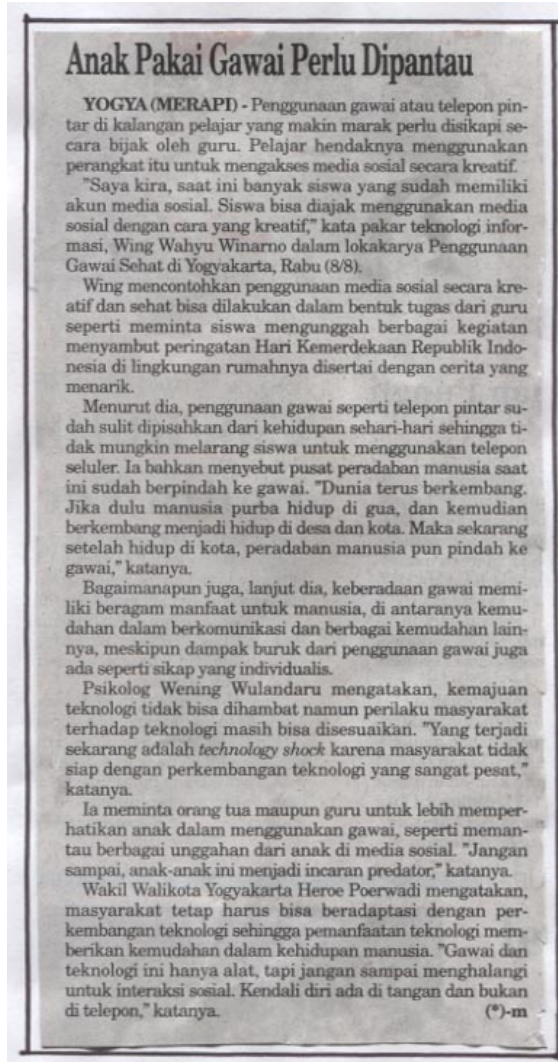 Anak Pakai Gawai Perlu Dipantau
YOGYA (MERAPI) - Penggunaan gawai atau telepon pin-
tar di kalangan pelajar yang makin marak perlu disikapi se-
cara bijak oleh guru. Pelajar hendaknya menggunakan
perangkat itu untuk mengakses media sosial secara kreatif.
"Saya kira, saat ini banyak siswa yang sudah memiliki
akun media sosial. Siswa bisa diajak menggunakan media
sosial dengan cara yang kreatif," kata pakar teknologi infor-
masi, Wing Wahyu Winarno dalam lokakarya Penggunaan
Gawai Sehat di Yogyakarta, Rabu (8/8).
Wing mencontohkan penggunaan media sosial secara kre-
atif dan sehat bisa dilakukan dalam bentuk tugas dari guru
seperti meminta siswa mengunggah berbagai kegiatan
menyambut peringatan Hari Kemerdekaan Republik Indo-
nesia di lingkungan rumahnya disertai dengan cerita yang
menarik.
Menurut dia, penggunaan gawai seperti telepon pintar su-
dah sulit dipisahkan dari kehidupan sehari-hari sehingga ti-
dak mungkin melarang siswa untuk menggunakan telepon
seluler. Ia bahkan menyebut pusat peradaban manusia saat
ini sudah berpindah ke gawai. "Dunia terus berkembang.
Jika dulu manusia purba hidup di gua, dan kemudian
berkembang menjadi hidup di desa dan kota. Maka sekarang
setelah hidup di kota, peradaban manusia pun pindah ke
gawai," katanya.
Bagaimanapun juga, lanjut dia, keberadaan gawai memi-
liki beragam manfaat untuk manusia, di antaranya kemu-
dahan dalam berkomunikasi dan berbagai kemudahan lain-
nya, meskipun dampak buruk dari penggunaan gawai juga
ada seperti sikap yang individualis.
Psikolog Wening Wulandaru mengatakan, kemajuan
teknologi tidak bisa dihambat namun perilaku masyarakat
terhadap teknologi masih bisa disesuaikan. "Yang terjadi
sekarang adalah technology shock karena masyarakat tidak
siap dengan perkembangan teknologi yang sangat pesat,"
katanya.
Ia meminta orang tua maupun guru untuk lebih memper-
hatikan anak dalam menggunakan gawai, seperti meman-
tau berbagai unggahan dari anak di media sosial. "Jangan
sampai, anak-anak ini menjadi incaran predator," katanya.
Wakil Walikota Yogyakarta Heroe Poerwadi mengatakan,
masyarakat tetap harus bisa beradaptasi dengan per-
kembangan teknologi sehingga pemanfaatan teknologi mem-
berikan kemudahan dalam kehidupan manusia. "Gawai dan
teknologi ini hanya alat, tapi jangan sampai menghalangi
untuk interaksi sosial. Kendali diri ada di tangan dan bukan
di telepon," katanya. (*)-m